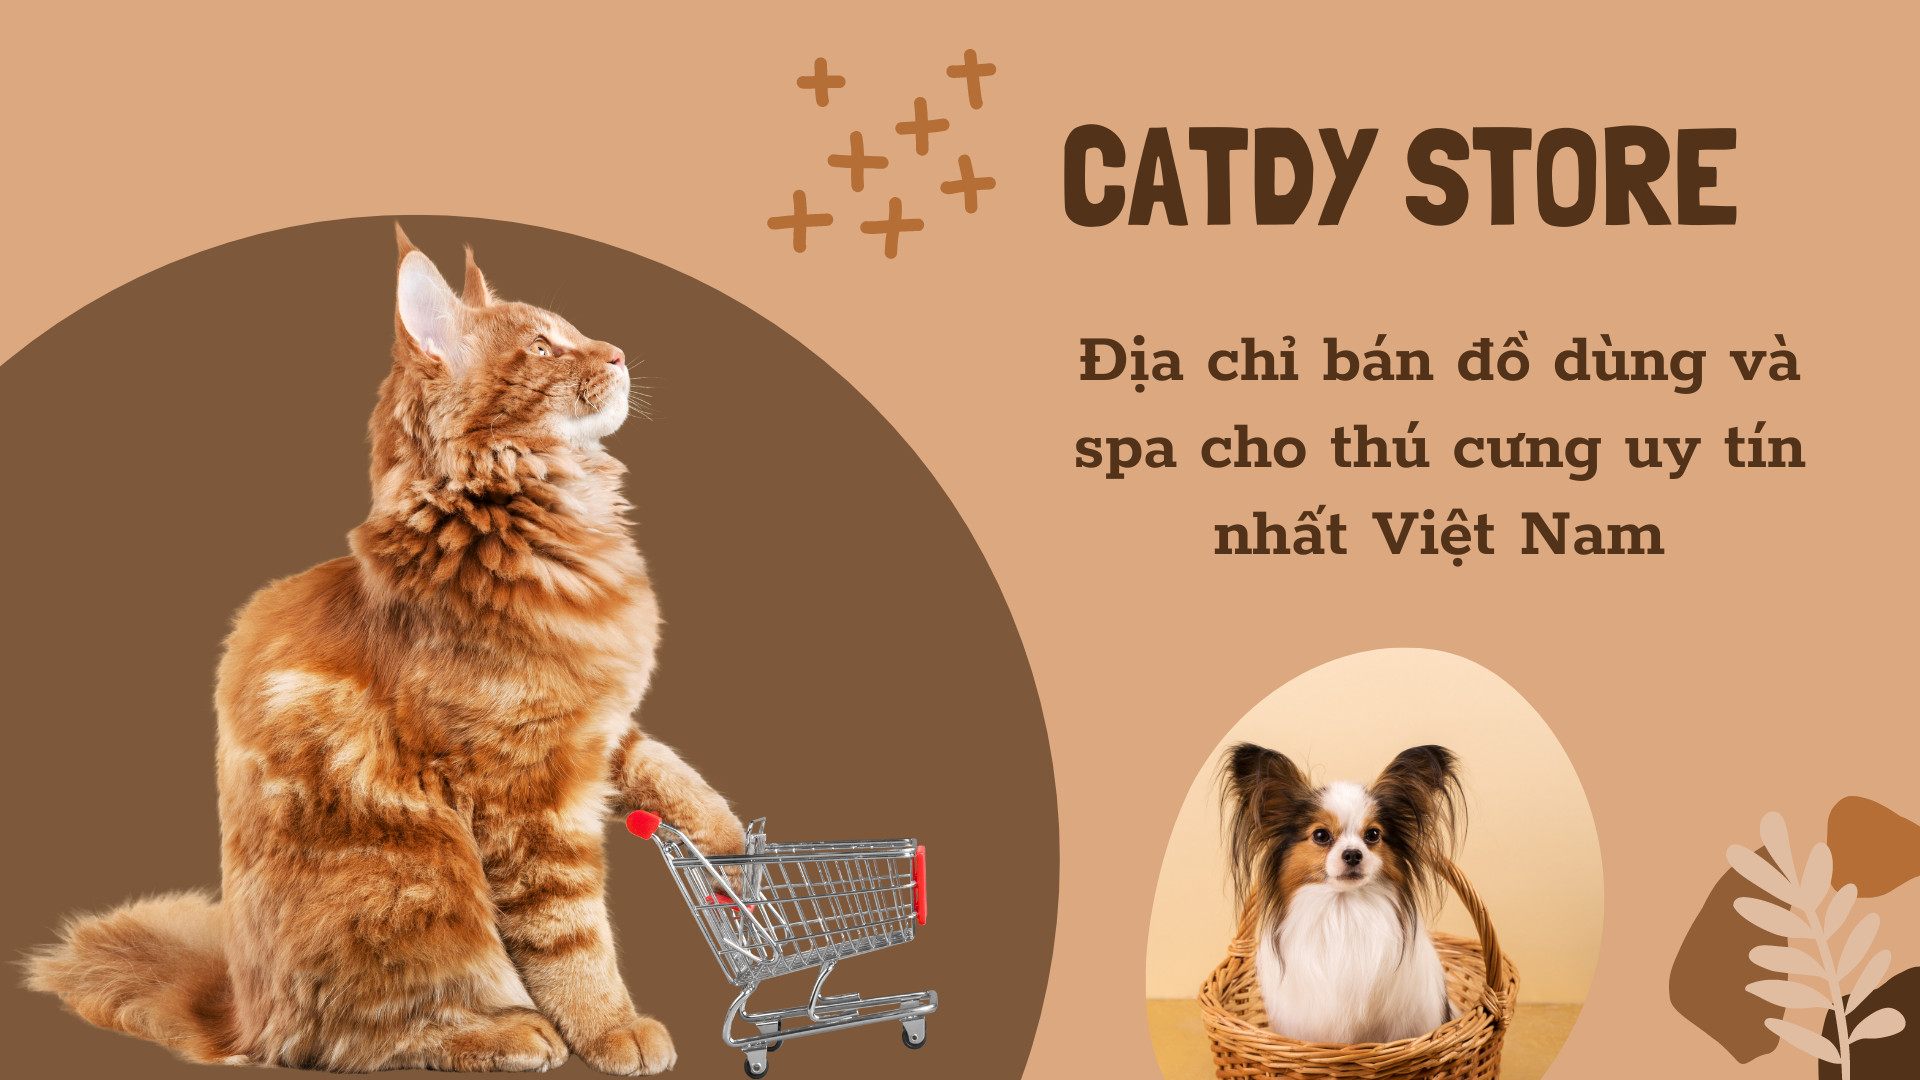 CATDY STORE
Địa chỉ bán đồ dùng và
spa cho thú cưng uy tín
nhất Việt Nam